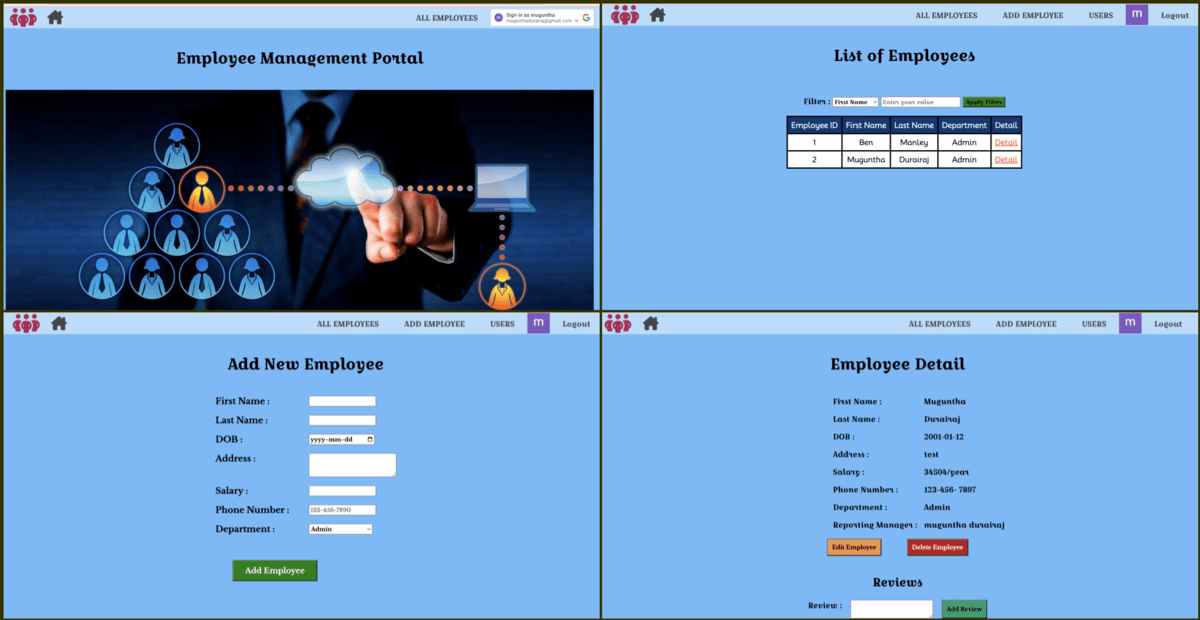 ALL EMPLOYEES
Sign in as muguntha
mugunthadurairaj@gmail.com
Employee Management Portal
ALL EMPLOYEES ADD EMPLOYEE USERS m Logout
List of Employees
Filter : First Name Enter your value Apply Filter
Employee ID First Name Last Name Department Detail
1 Ben Manley Admin Detail
2 Muguntha Durairaj Admin Detail
ALL EMPLOYEES ADD EMPLOYEE USERS m Logout
Add New Employee
First Name :
Last Name :
DOB : yyyy-mm-dd
Address :
Salary :
Phone Number : 123-456-7890
Department : Admin
Add Employee
ALL EMPLOYEES ADD EMPLOYEE USERS m Logout
Employee Detail
First Name : Muguntha
Last Name : Durairaj
DOB : 2001-01-12
Address : test
Salary : 34504/year
Phone Number : 123-456- 7897
Department : Admin
Reporting Manager : muguntha durairaj
Edit Employee Delete Employee
Reviews
Review : Add Review